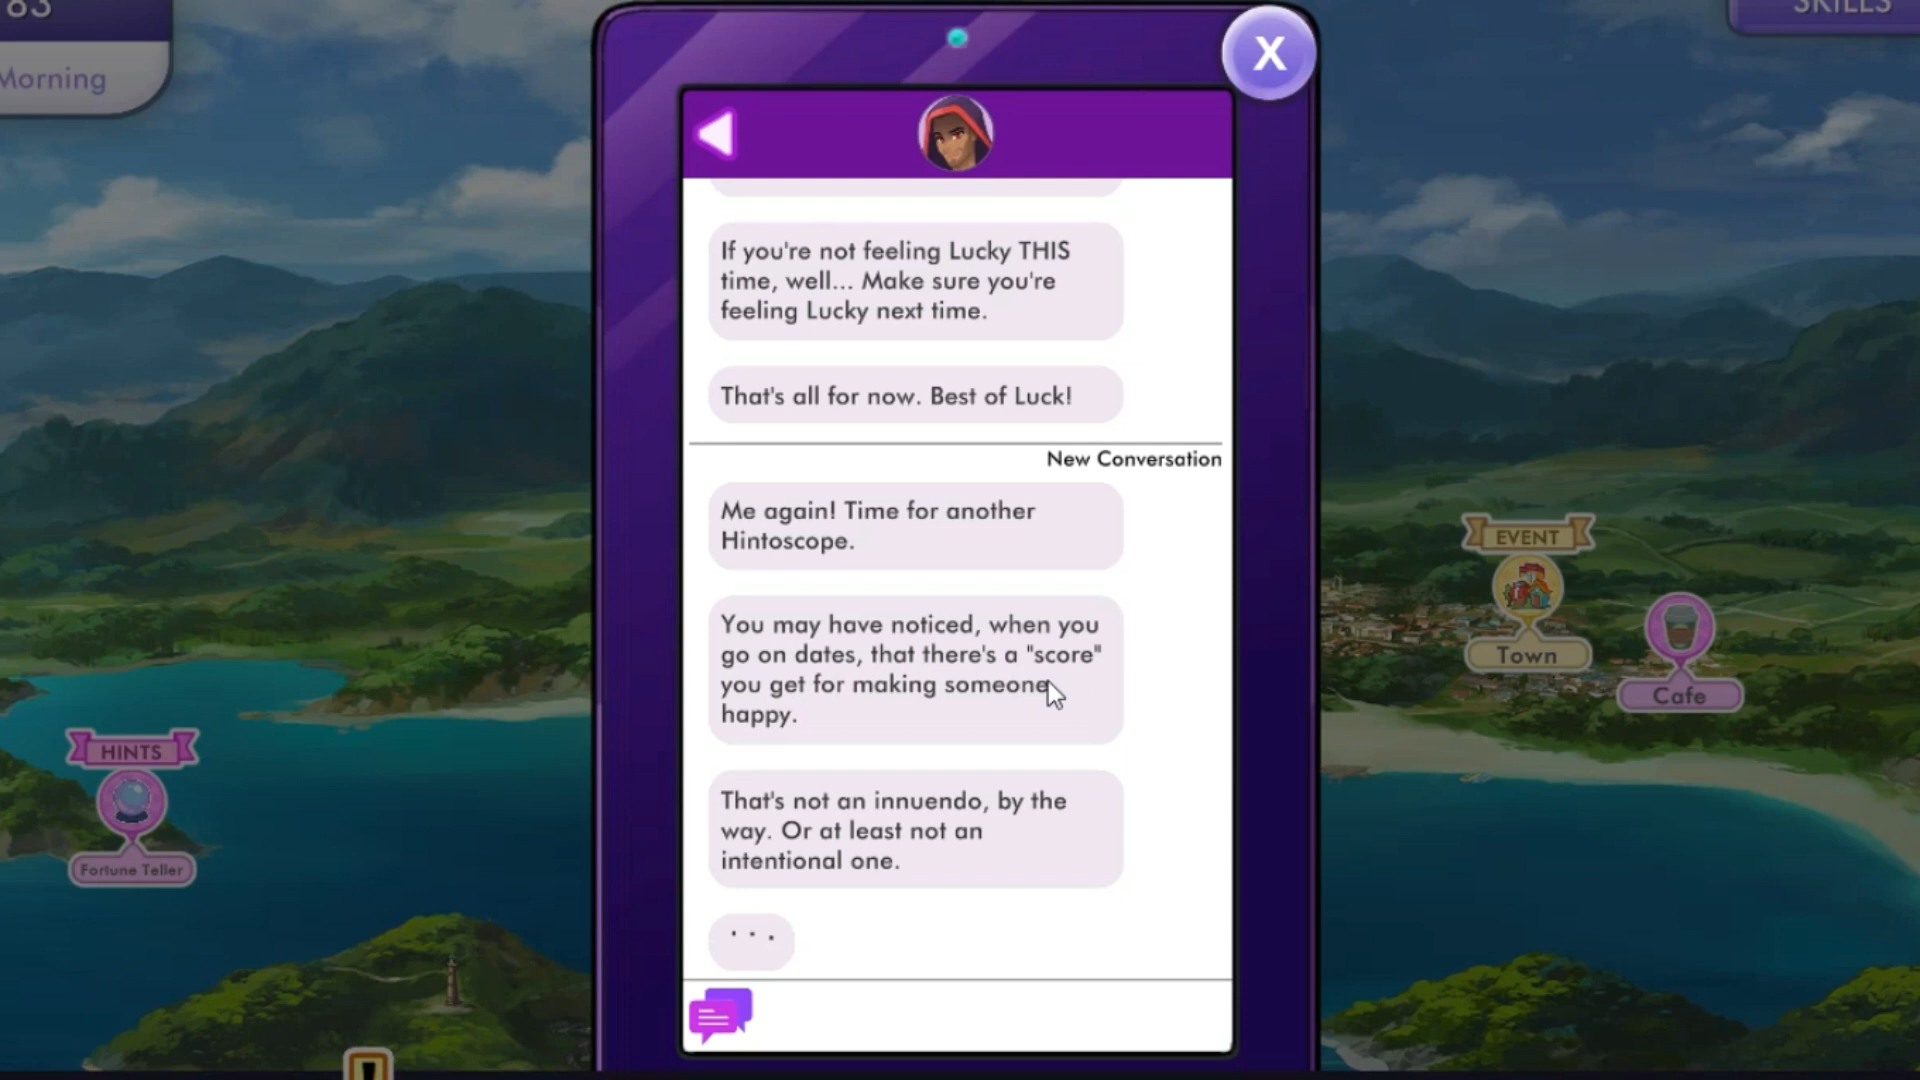 83
Morning
SKILLS
X
If you're not feeling Lucky THIS
time, well... Make sure you're
feeling Lucky next time.
That's all for now. Best of Luck!
New Conversation
Me again! Time for another
Hintoscope.
You may have noticed, when you
go on dates, that there's a "score"
you get for making someone
happy.
That's not an innuendo, by the
way. Or at least not an
intentional one.
...
HINTS
Fortune Teller
EVENT
Town
Cafe
!